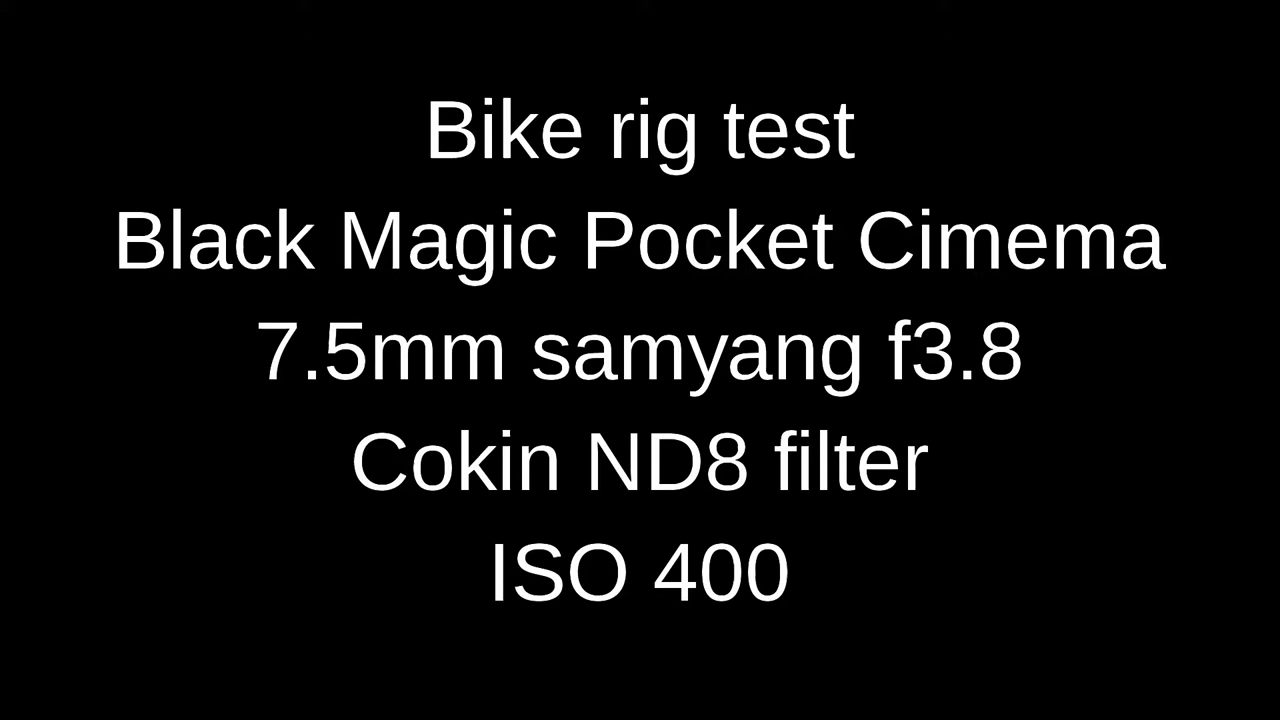 Bike rig test
Black Magic Pocket Cimema
7.5mm samyang f3.8
Cokin ND8 filter
ISO 400